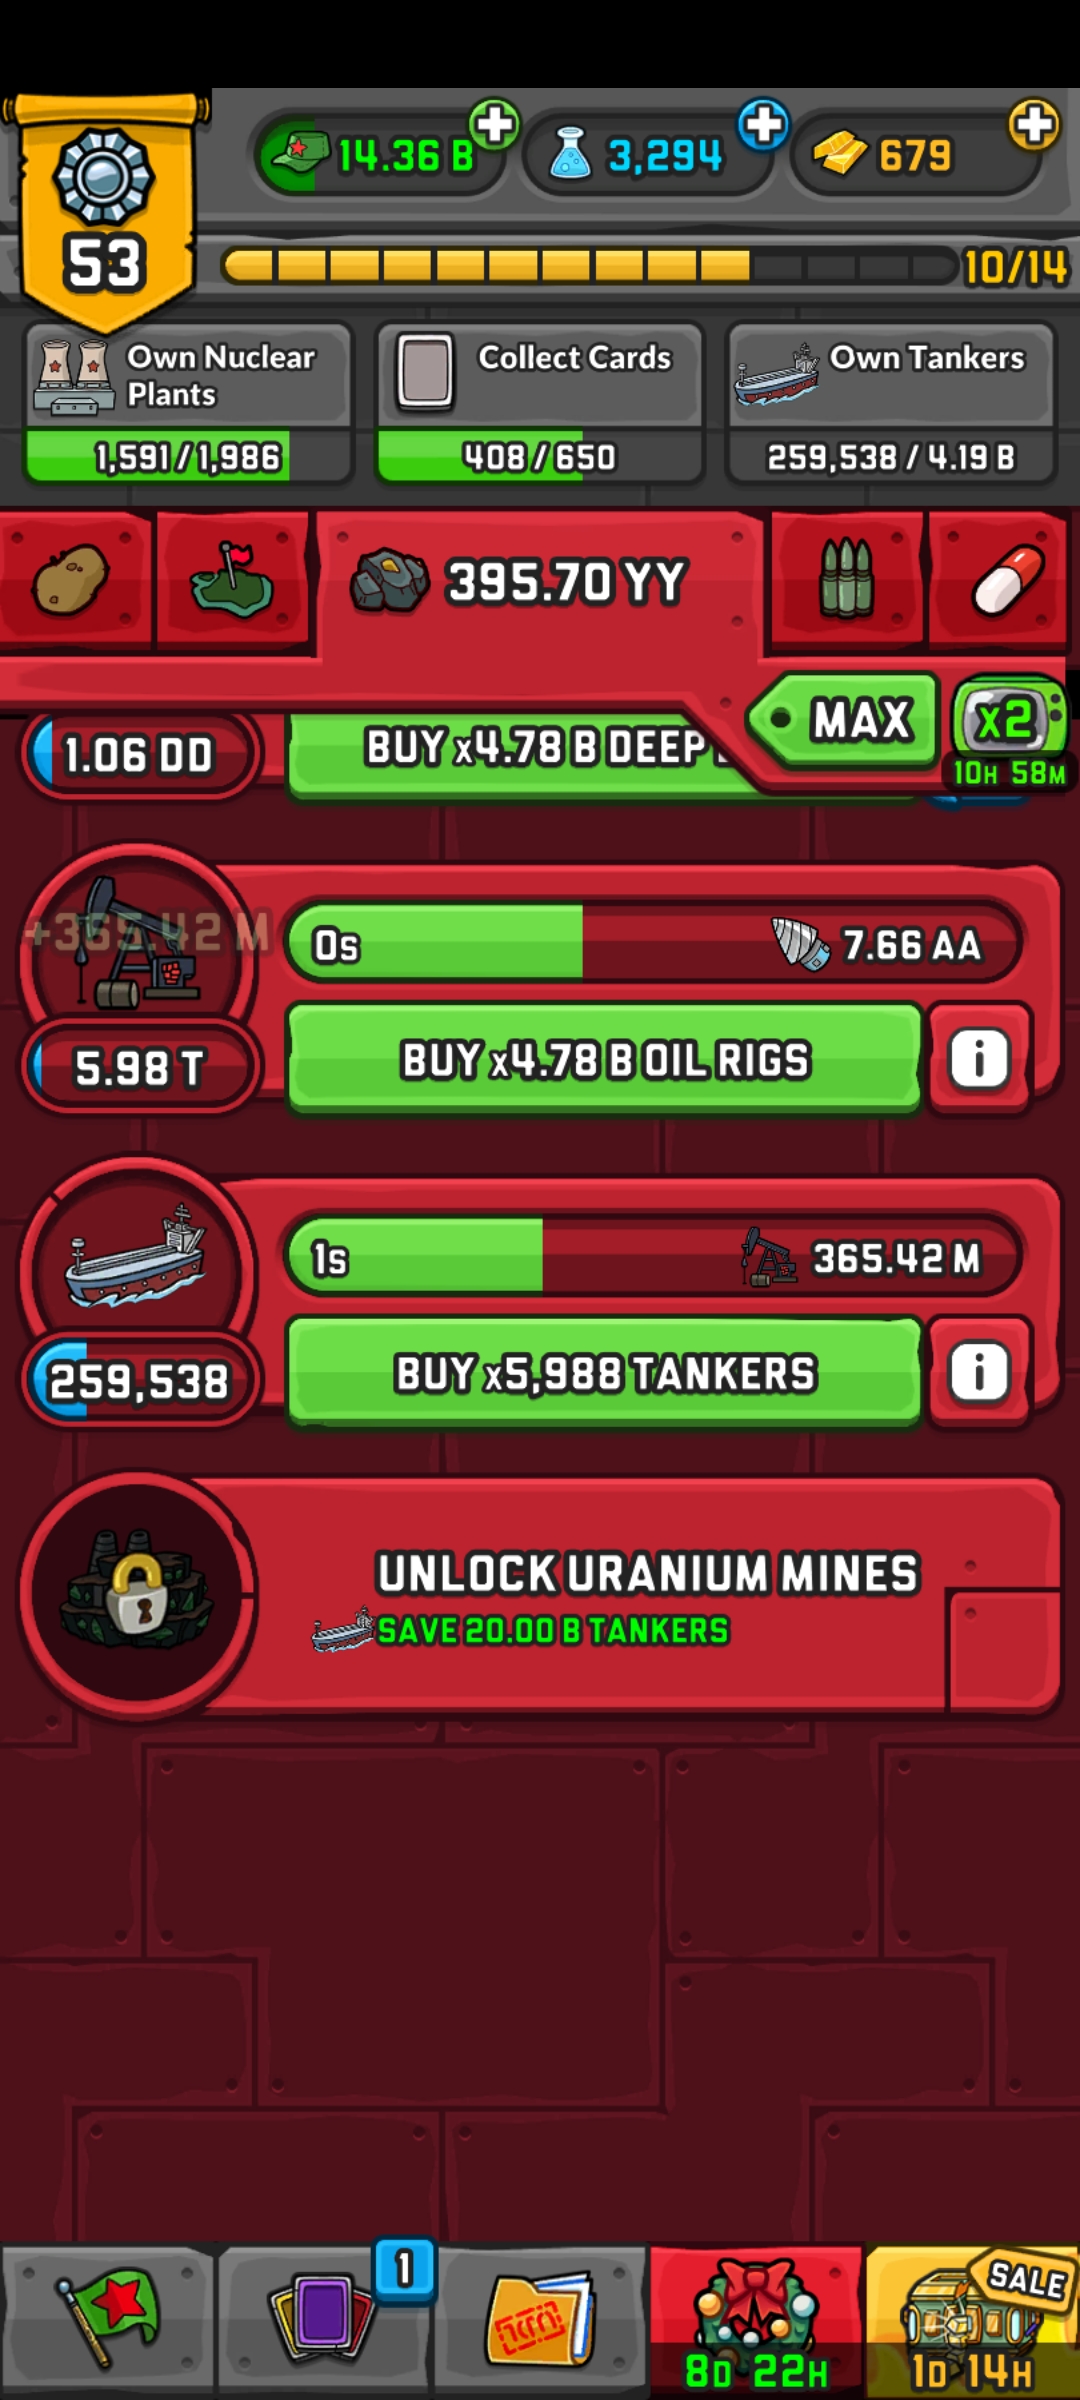 14.36 B
3,294
679
53
10/14
Own Nuclear
Plants
1,591/1,986
Collect Cards
408/650
Own Tankers
259,538/4.19 B
395.70 YY
MAX
x2
10H 58M
1.06 DD
BUY x4.78 B DEEP
+365.42 M
0s
7.66 AA
5.98 T
BUY x4.78 B OIL RIGS
i
1s
365.42 M
259,538
BUY x5,988 TANKERS
i
UNLOCK URANIUM MINES
SAVE 20.00 B TANKERS
1
SALE
8D 22H
1D 14H